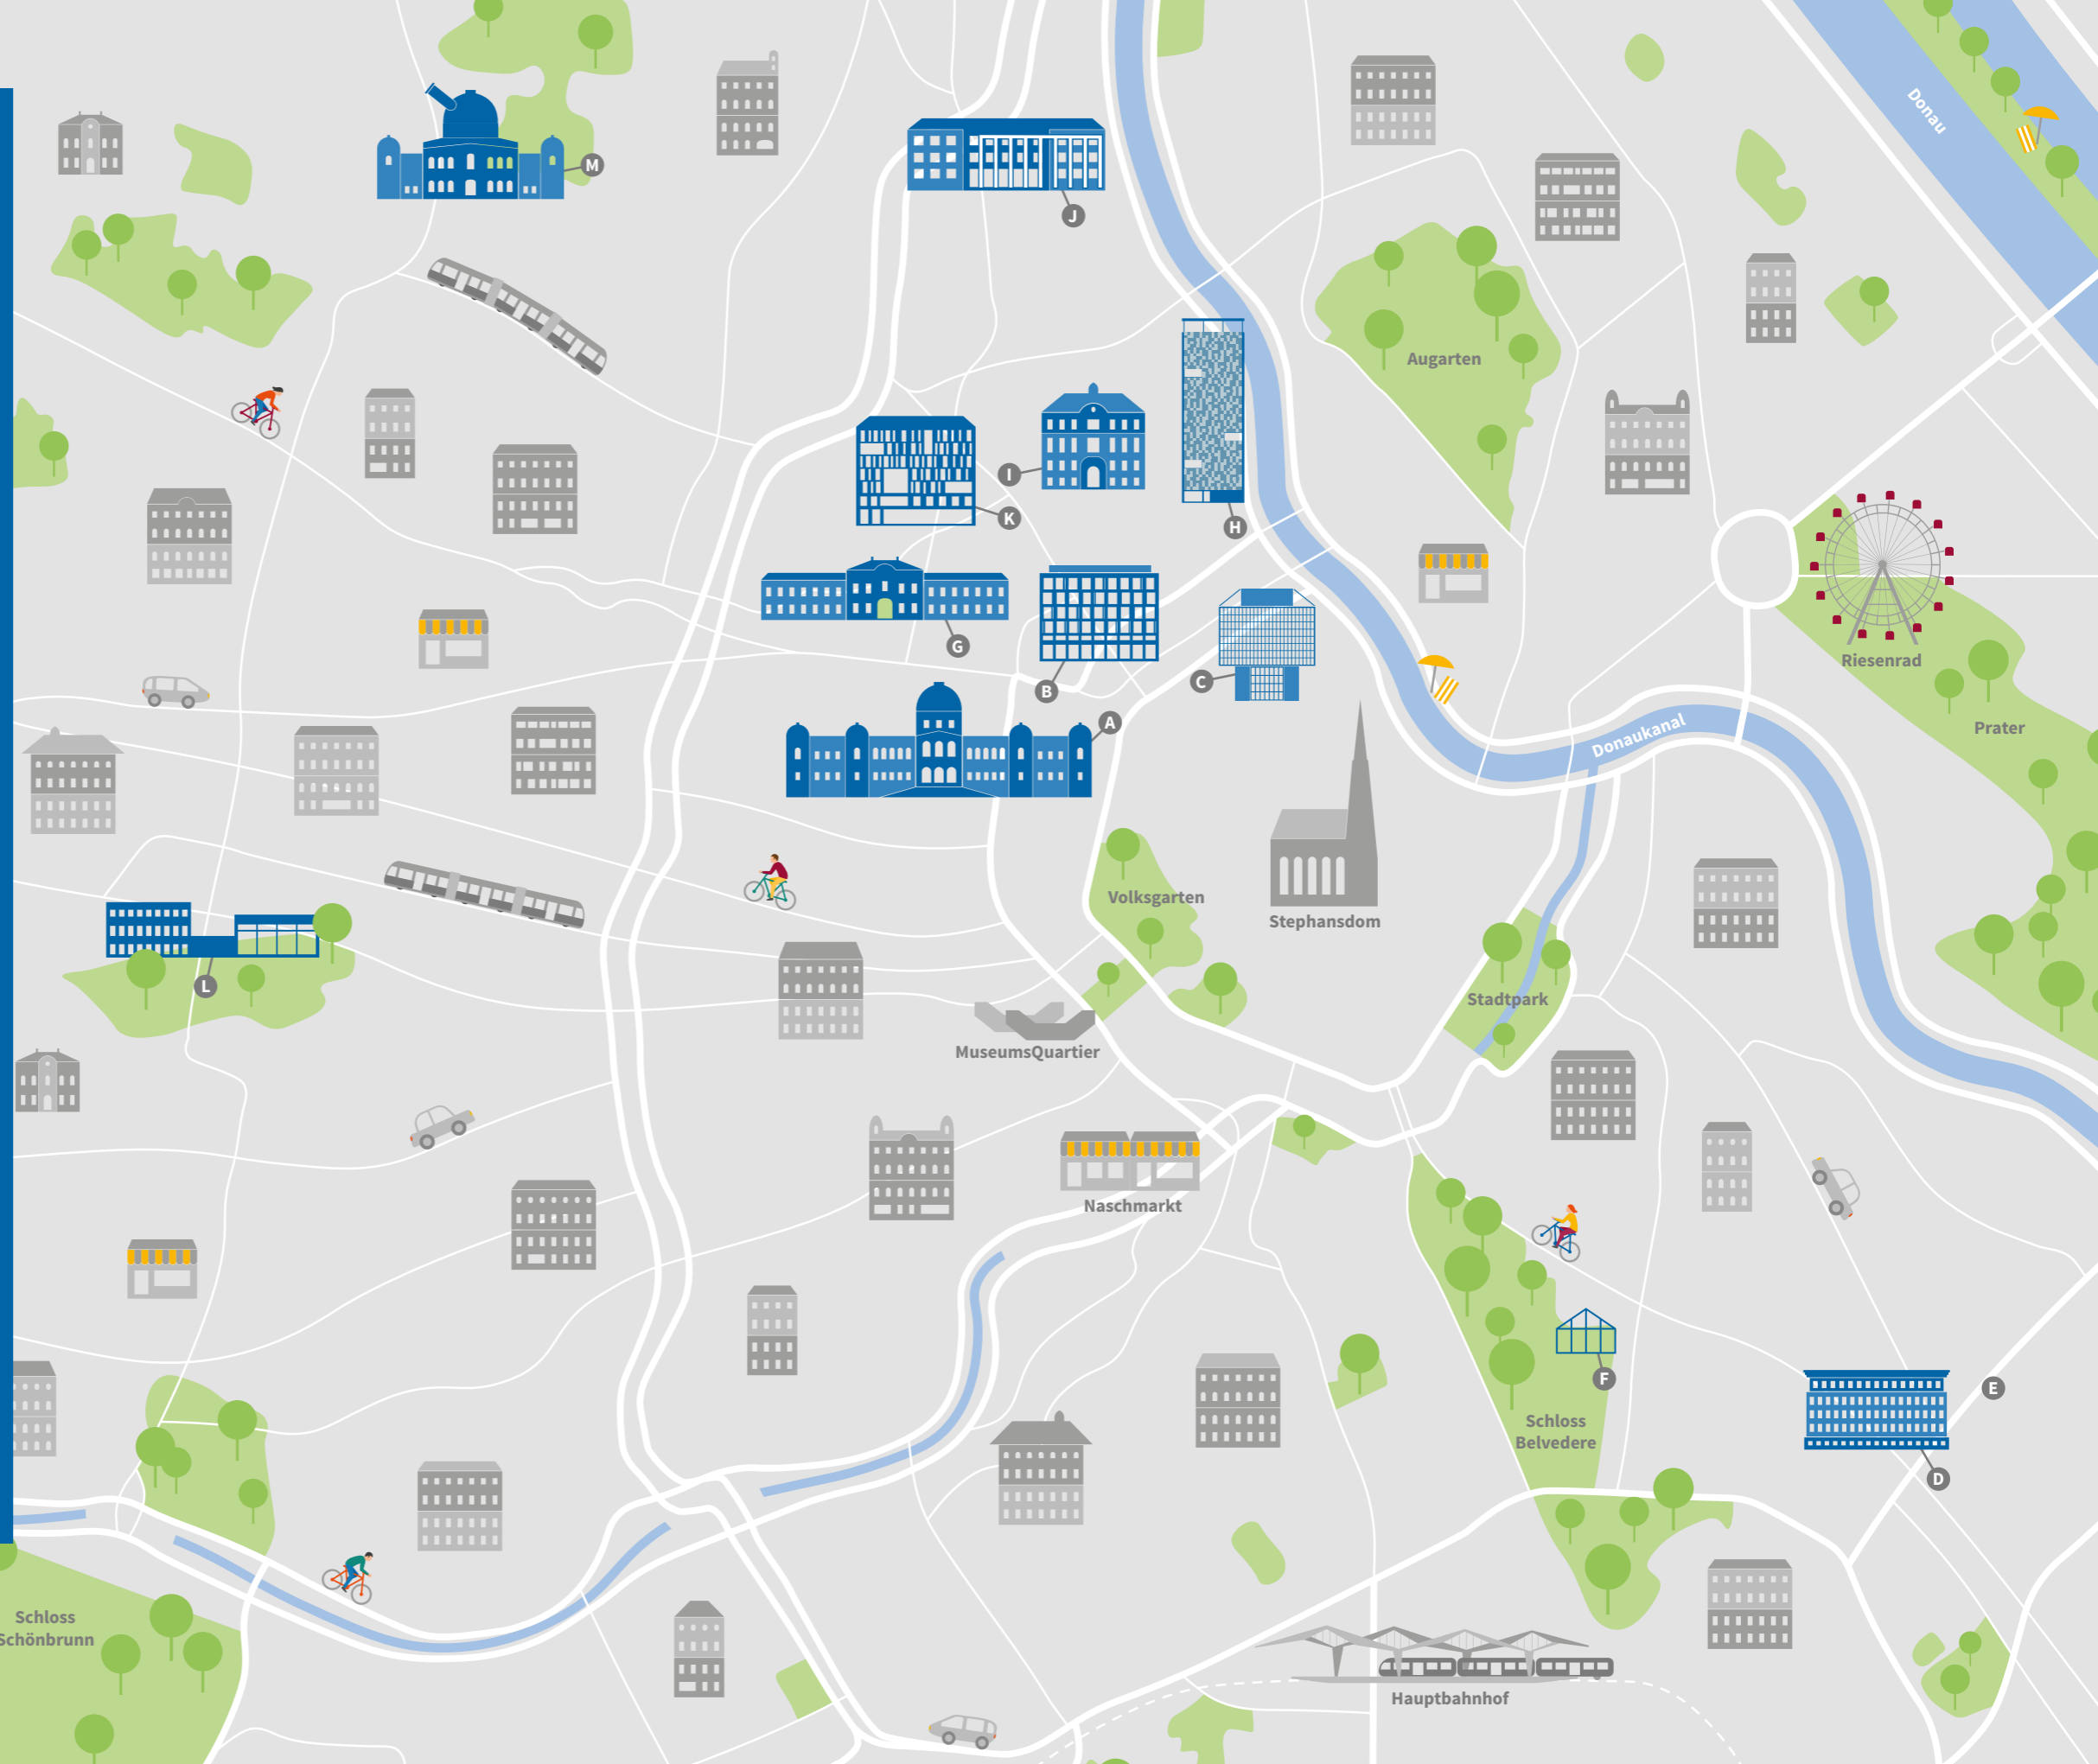 Donau
M
J
Augarten
I
K
H
G
B
C
A
Riesenrad
Prater
Donaukanal
Volksgarten
Stephansdom
L
Stadtpark
MuseumsQuartier
Naschmarkt
F
E
Schloss
Belvedere
D
Schloss
Schönbrunn
Hauptbahnhof